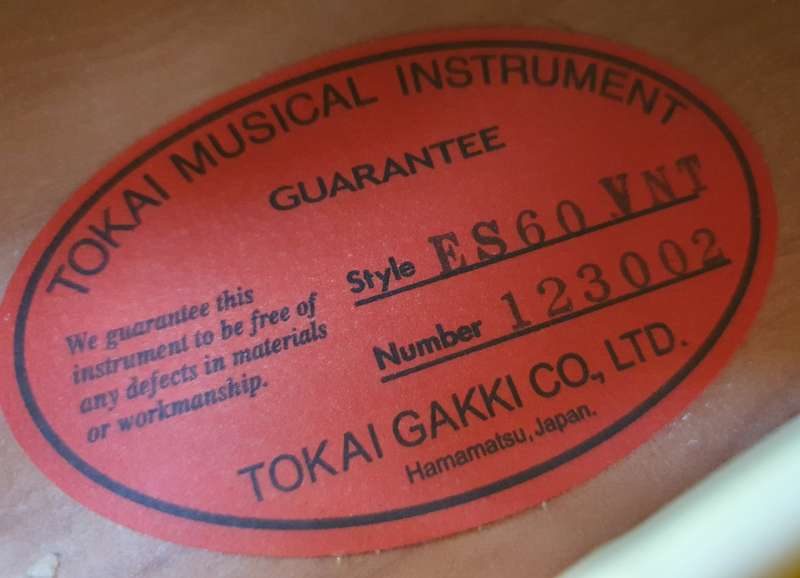 TOKAI MUSICAL INSTRUMENT
GUARANTEE
Style ES60 VNT
Number 123002
We guarantee this
instrument to be free of
any defects in materials
or workmanship.
TOKAI GAKKI CO., LTD.
Hamamatsu, Japan.